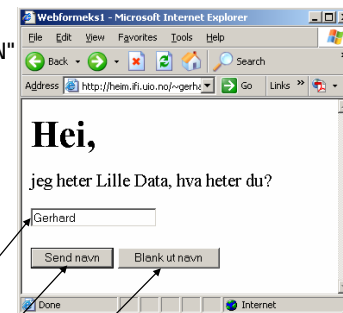 N"
Webformeks1 - Microsoft Internet Explorer
File Edit View Favorites Tools Help
Back Search
Address http://heim.ifi.uio.no/~gerha Go Links »
Hei,
jeg heter Lille Data, hva heter du?
Gerhard
Send navn Blank ut navn
Done Internet